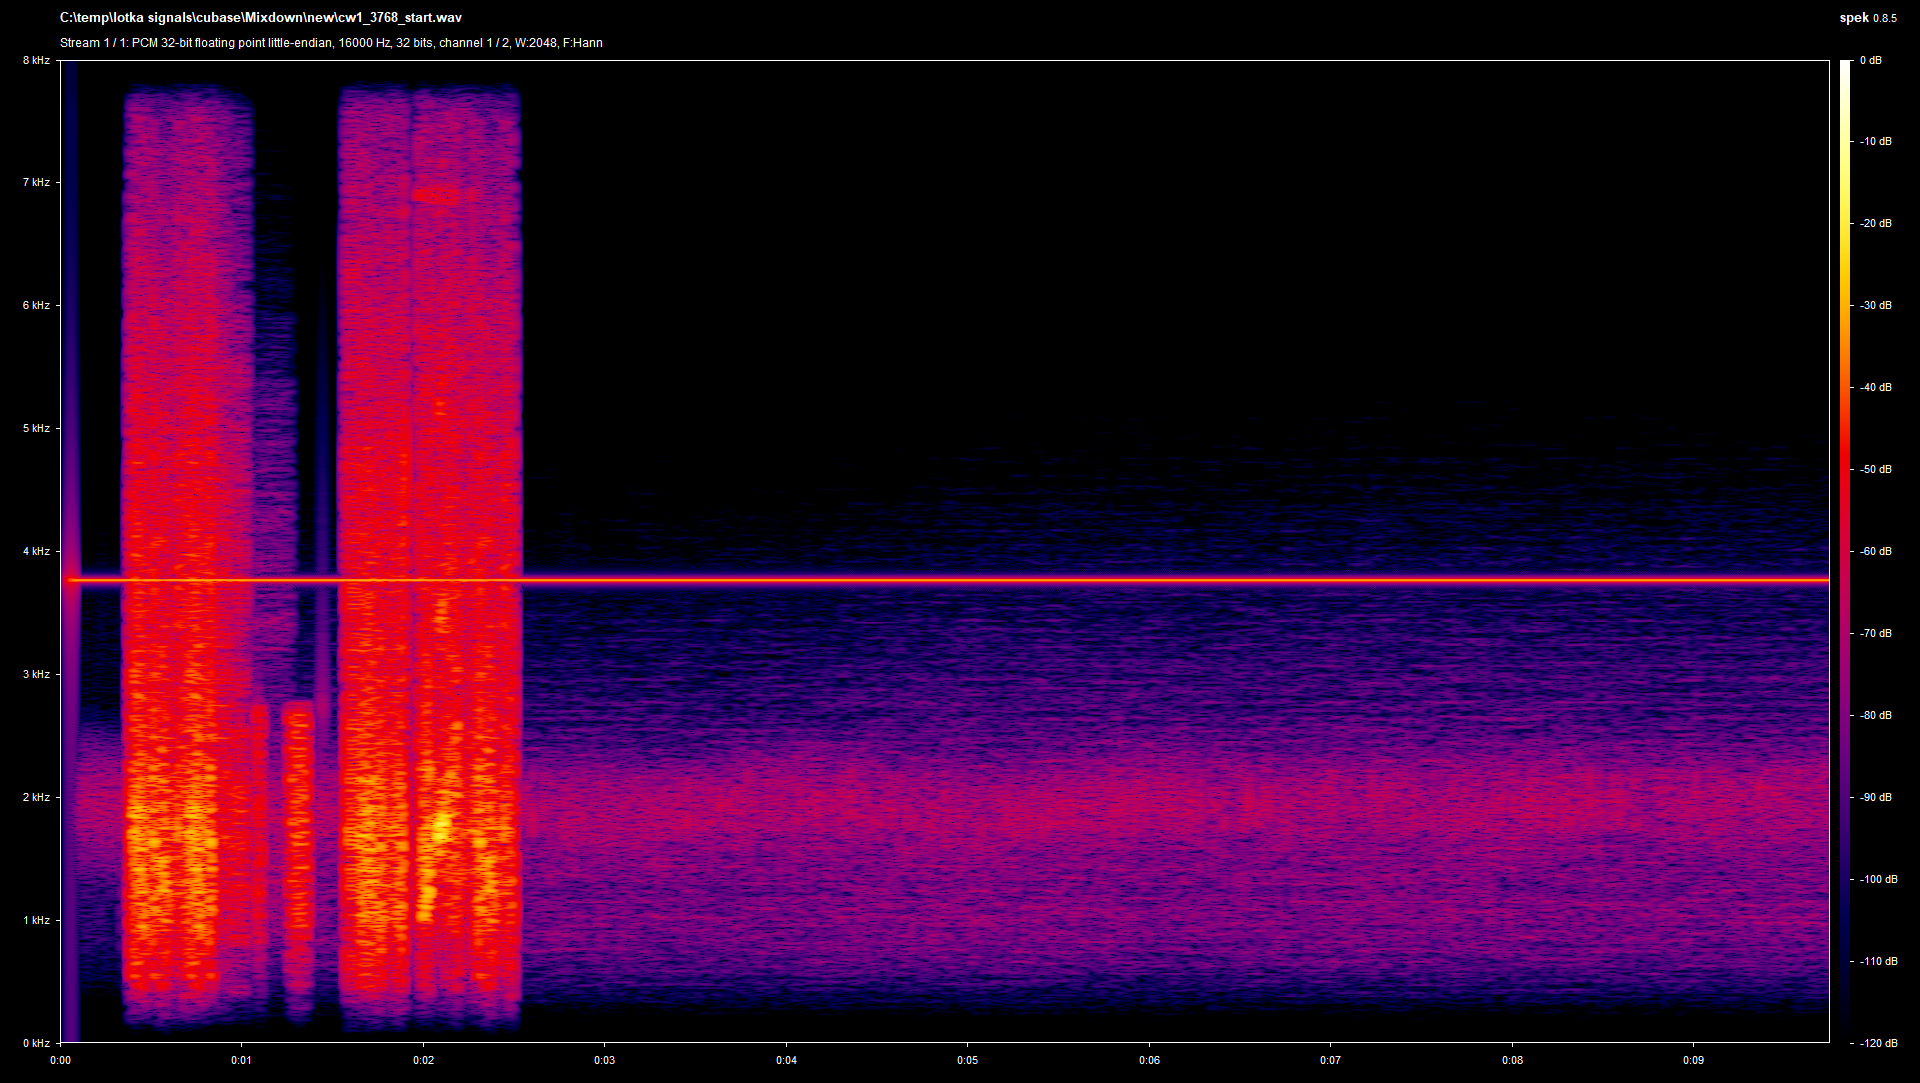 C:\temp\lotka signals\cubase\Mixdown\new\cw1_3768_start.wav
spek 0.8.5
Stream 1 / 1: PCM 32-bit floating point little-endian, 16000 Hz, 32 bits, channel 1 / 2, W:2048, F:Hann
8 kHz
7 kHz
6 kHz
5 kHz
4 kHz
3 kHz
2 kHz
1 kHz
0 kHz
0:00
0:01
0:02
0:03
0:04
0:05
0:06
0:07
0:08
0:09
0 dB
-10 dB
-20 dB
-30 dB
-40 dB
-50 dB
-60 dB
-70 dB
-80 dB
-90 dB
-100 dB
-110 dB
-120 dB